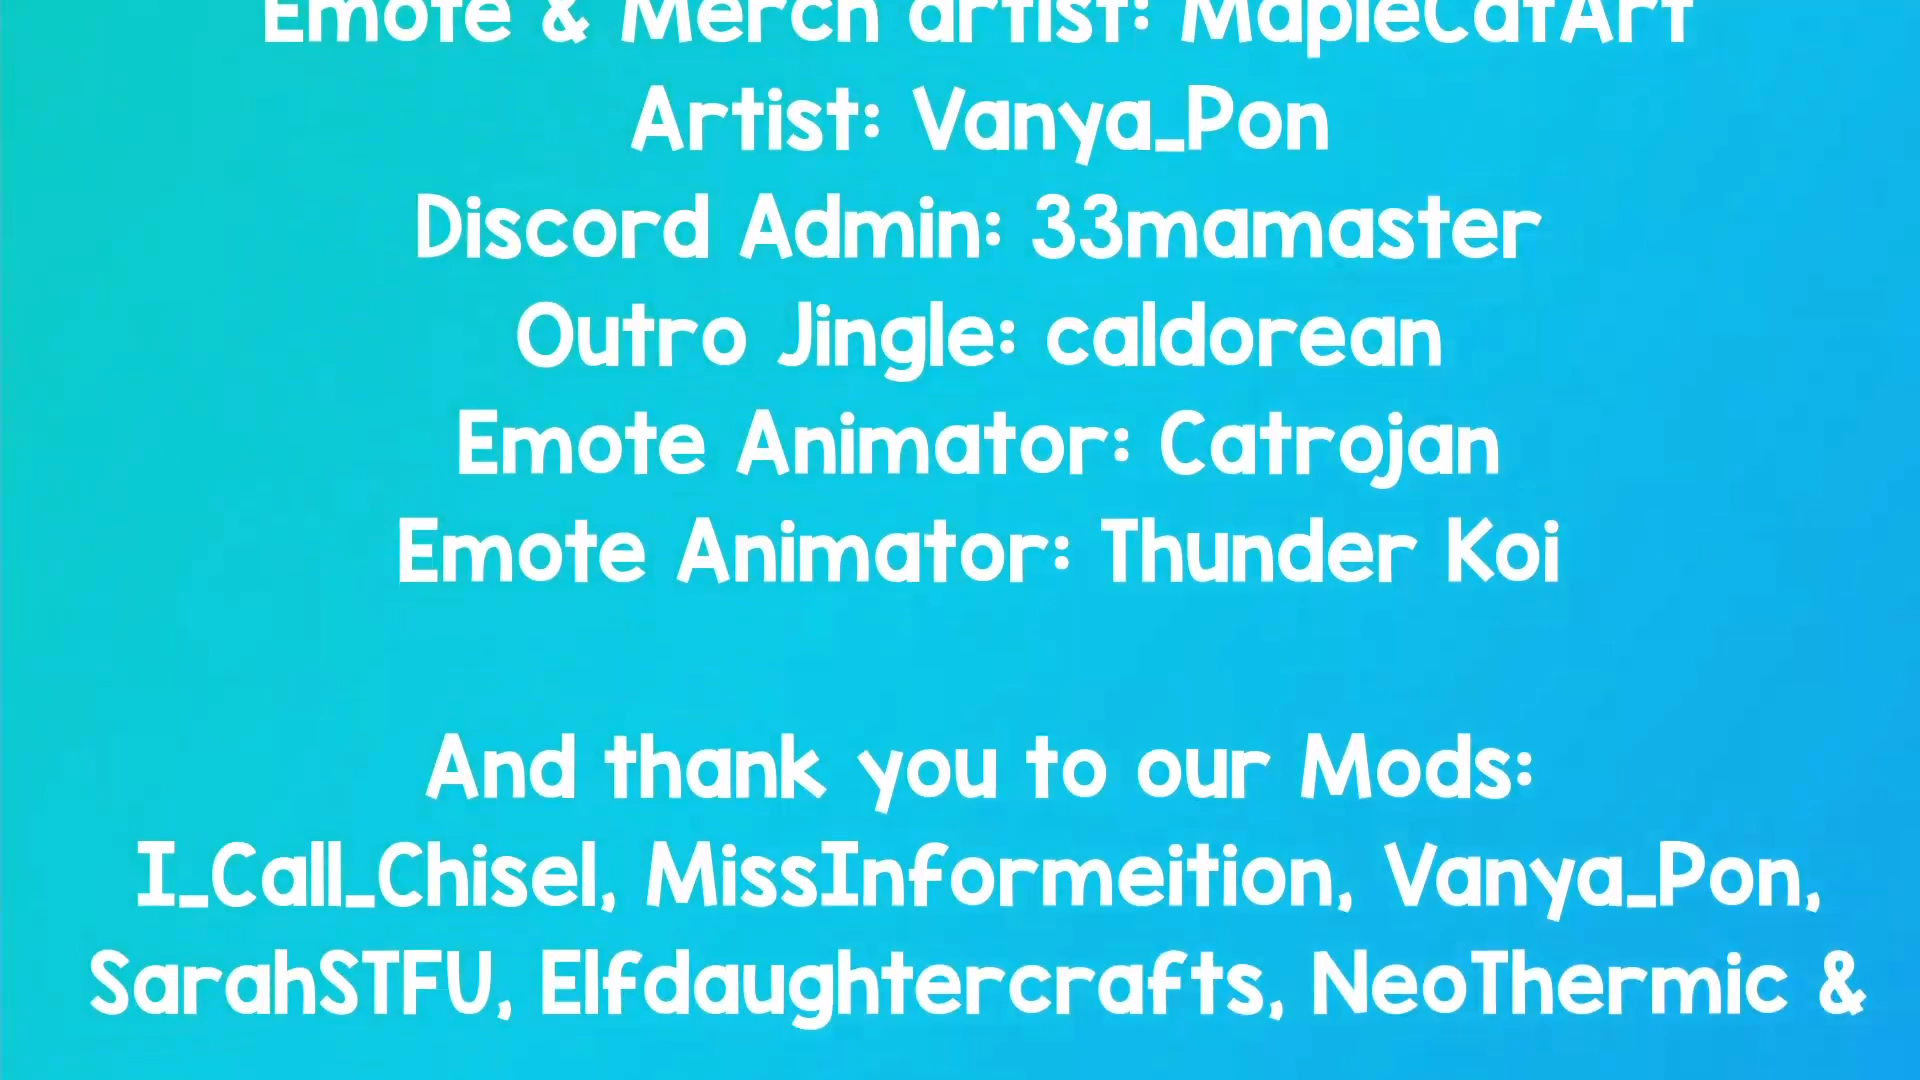 Emote & Merch artist: MapleCatArt
Artist: Vanya_Pon
Discord Admin: 33mamaster
Outro Jingle: caldorean
Emote Animator: Catrojan
Emote Animator: Thunder Koi
And thank you to our Mods:
I_Call_Chisel, MissInformeition, Vanya_Pon,
SarahSTFU, Elfdaughtercrafts, NeoThermic &